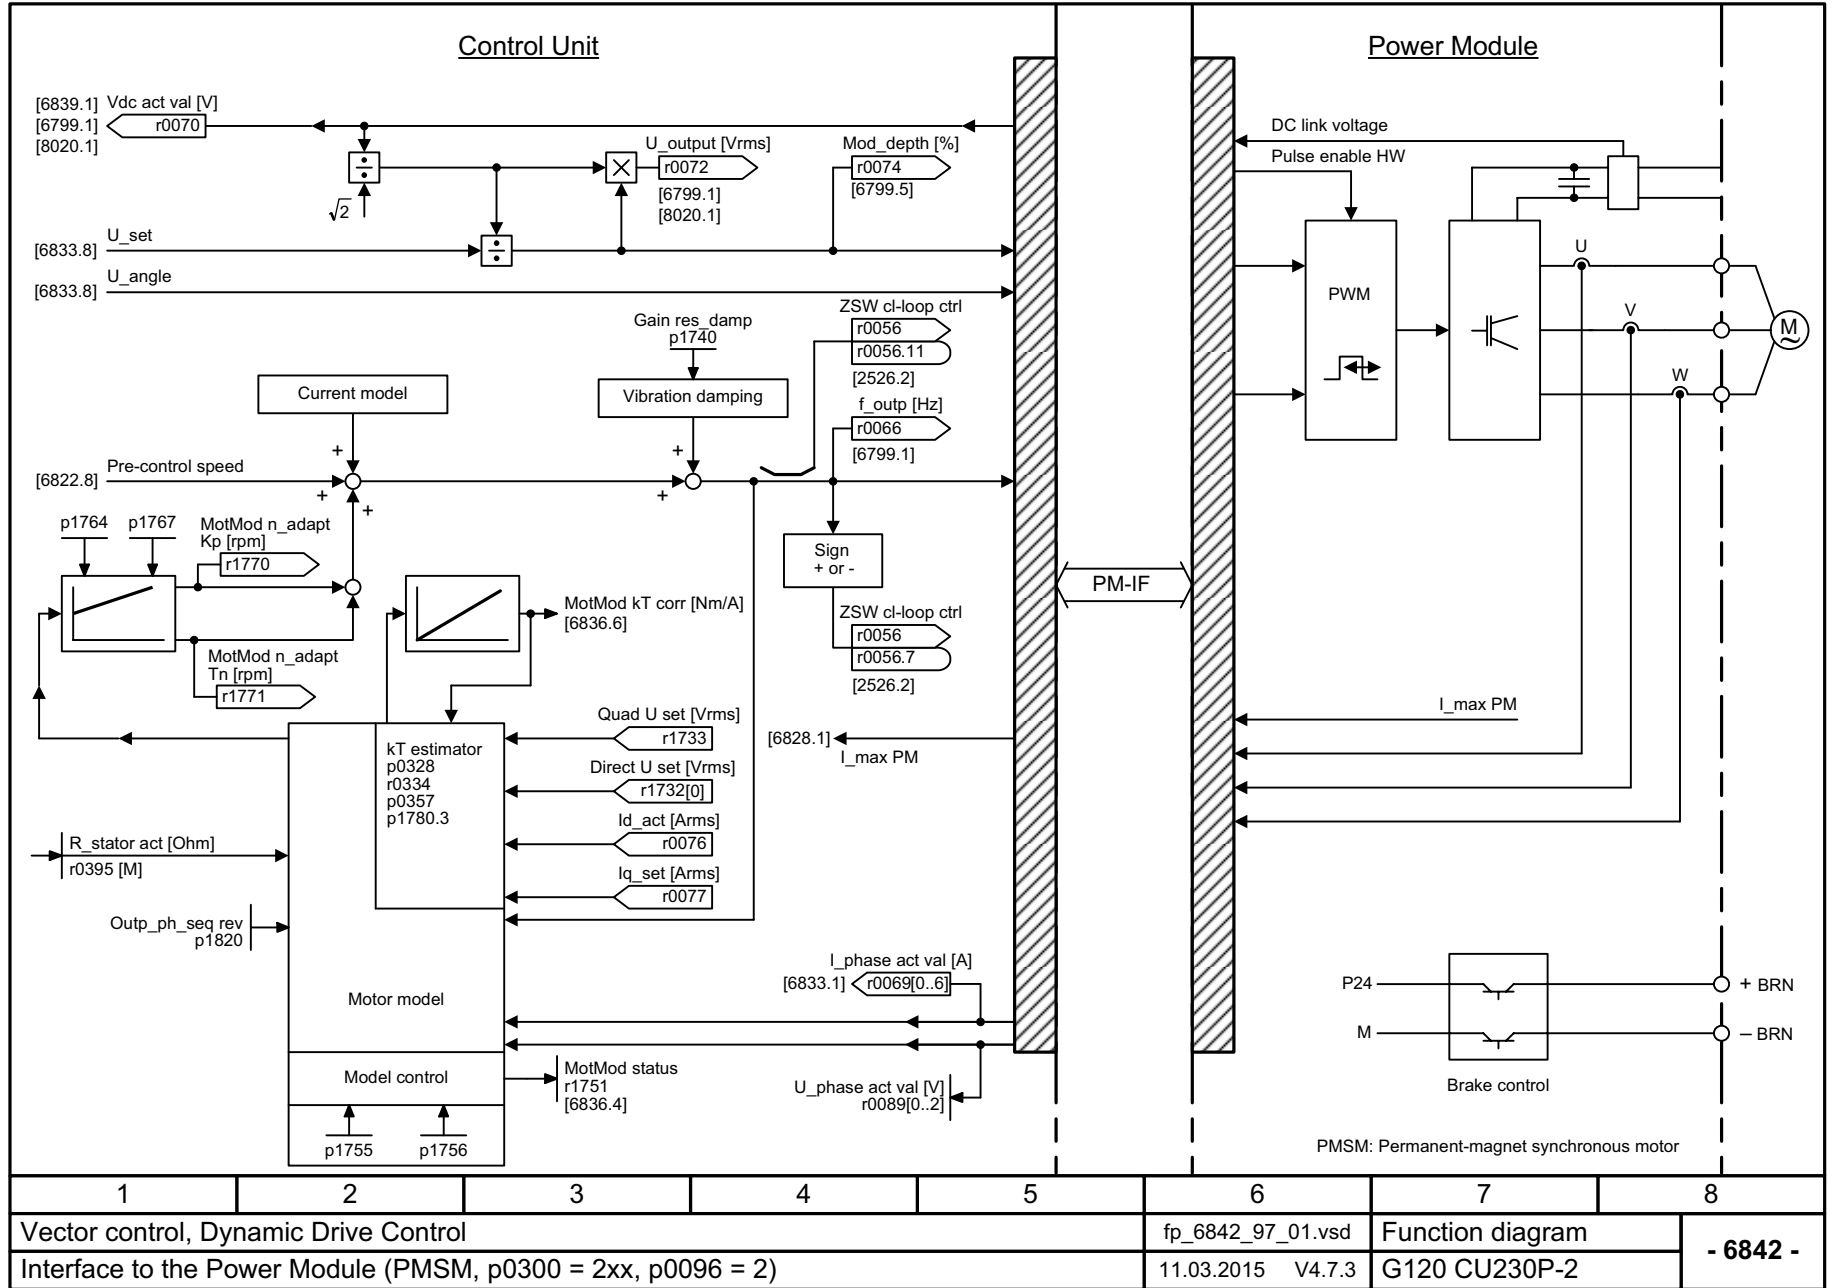 Control Unit
Power Module
[6839.1]
[6799.1]
[8020.1]
Vdc act val [V]
r0070
÷
√2
U_output [Vrms]
r0072
[6799.1]
[8020.1]
Mod_depth [%]
r0074
[6799.5]
DC link voltage
Pulse enable HW
[6833.8]
U_set
÷
[6833.8]
U_angle
Gain res_damp
p1740
Vibration damping
ZSW cl-loop ctrl
r0056
r0056.11
[2526.2]
f_outp [Hz]
r0066
[6799.1]
PWM
U
V
W
M
~
Current model
+
+
+
+
+
[6822.8]
Pre-control speed
p1764
p1767
MotMod n_adapt
Kp [rpm]
r1770
MotMod n_adapt
Tn [rpm]
r1771
MotMod kT corr [Nm/A]
[6836.6]
Sign
+ or -
ZSW cl-loop ctrl
r0056
r0056.7
[2526.2]
PM-IF
kT estimator
p0328
r0334
p0357
p1780.3
Quad U set [Vrms]
r1733
Direct U set [Vrms]
r1732[0]
Id_act [Arms]
r0076
Iq_set [Arms]
r0077
[6828.1]
I_max PM
I_max PM
R_stator act [Ohm]
r0395 [M]
Outp_ph_seq rev
p1820
Motor model
I_phase act val [A]
[6833.1]
r0069[0..6]
U_phase act val [V]
r0089[0..2]
Model control
MotMod status
r1751
[6836.4]
p1755
p1756
P24
M
+ BRN
– BRN
Brake control
PMSM: Permanent-magnet synchronous motor
1 2 3 4 5 6 7 8
Vector control, Dynamic Drive Control
fp_6842_97_01.vsd
Function diagram
- 6842 -
Interface to the Power Module (PMSM, p0300 = 2xx, p0096 = 2)
11.03.2015 V4.7.3
G120 CU230P-2